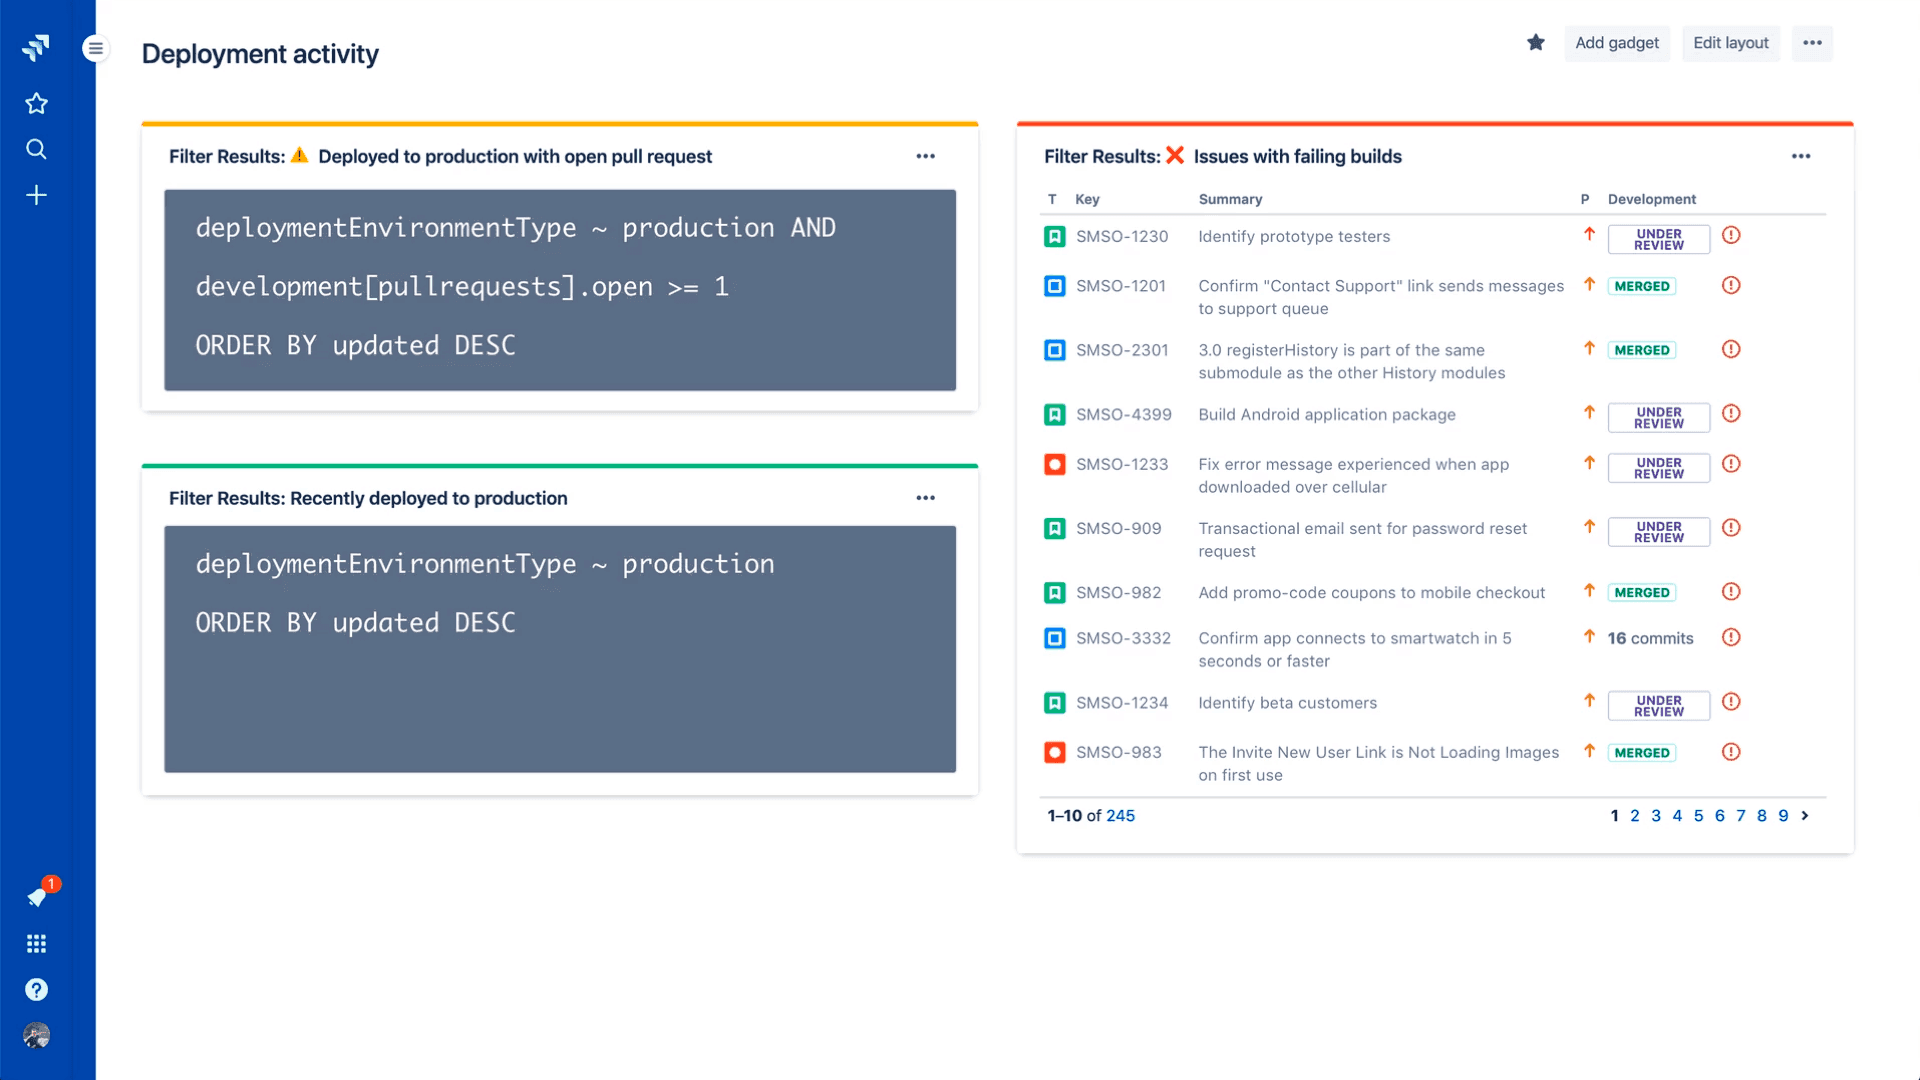 Deployment activity
Add gadget
Edit layout
Filter Results: Deployed to production with open pull request
deploymentEnvironmentType ~ production AND
development[pullrequests].open >= 1
ORDER BY updated DESC
Filter Results: Recently deployed to production
deploymentEnvironmentType ~ production
ORDER BY updated DESC
Filter Results: Issues with failing builds
T Key Summary P Development
SMSO-1230 Identify prototype testers UNDER
REVIEW
SMSO-1201 Confirm "Contact Support" link sends messages MERGED
to support queue
SMSO-2301 3.0 registerHistory is part of the same MERGED
submodule as the other History modules
SMSO-4399 Build Android application package UNDER
REVIEW
SMSO-1233 Fix error message experienced when app UNDER
REVIEW
downloaded over cellular
SMSO-909 Transactional email sent for password reset UNDER
REVIEW
request
SMSO-982 Add promo-code coupons to mobile checkout MERGED
SMSO-3332 Confirm app connects to smartwatch in 5 16 commits
seconds or faster
SMSO-1234 Identify beta customers UNDER
REVIEW
SMSO-983 The Invite New User Link is Not Loading Images MERGED
on first use
1–10 of 245 1 2 3 4 5 6 7 8 9
1